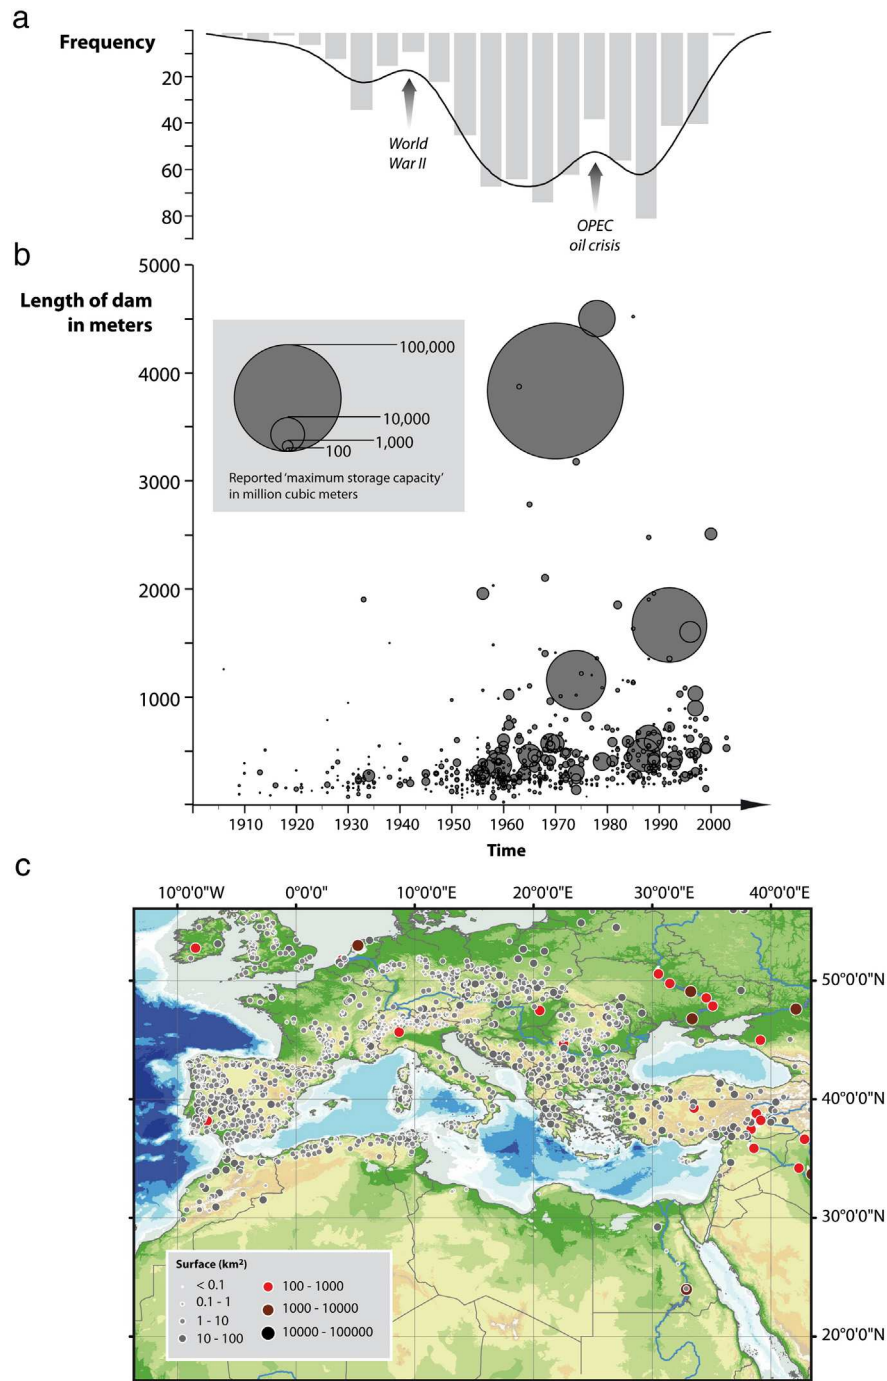 a
Frequency
20
40
60
80
World
War II
OPEC
oil crisis
b
Length of dam
in meters
5000
4000
3000
2000
1000
100,000
10,000
1,000
100
Reported 'maximum storage capacity'
in million cubic meters
1910 1920 1930 1940 1950 1960 1970 1980 1990 2000
Time
c
10°0'0"W 0°0'0" 10°0'0"E 20°0'0"E 30°0'0"E 40°0'0"E
50°0'0"N
40°0'0"N
30°0'0"N
20°0'0"N
Surface (km²)
< 0.1
0.1 - 1
1 - 10
10 - 100
100 - 1000
1000 - 10000
10000 - 100000